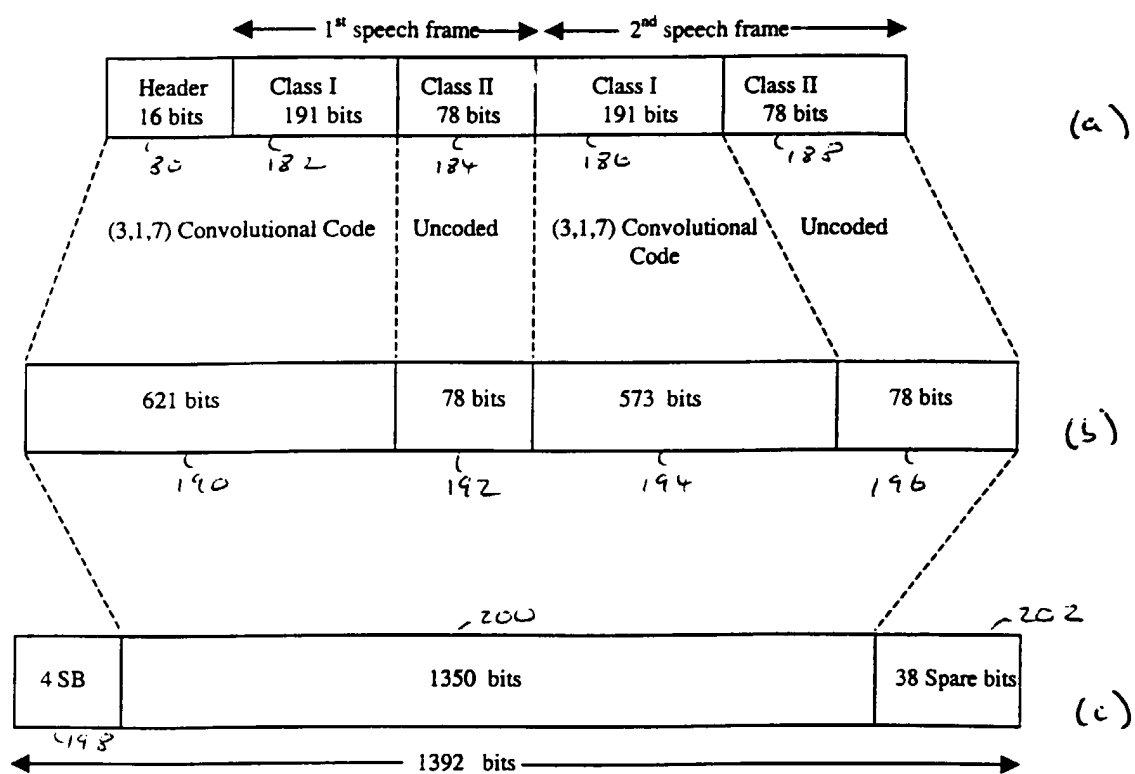 1st speech frame 2nd speech frame
Header Class I Class II Class I Class II
16 bits 191 bits 78 bits 191 bits 78 bits
(a)
80 182 184 186 188
(3,1,7) Convolutional Code Uncoded (3,1,7) Convolutional Uncoded
Code
621 bits 78 bits 573 bits 78 bits
(b)
190 192 194 196
200 202
4 SB 1350 bits 38 Spare bits
(c)
198
1392 bits